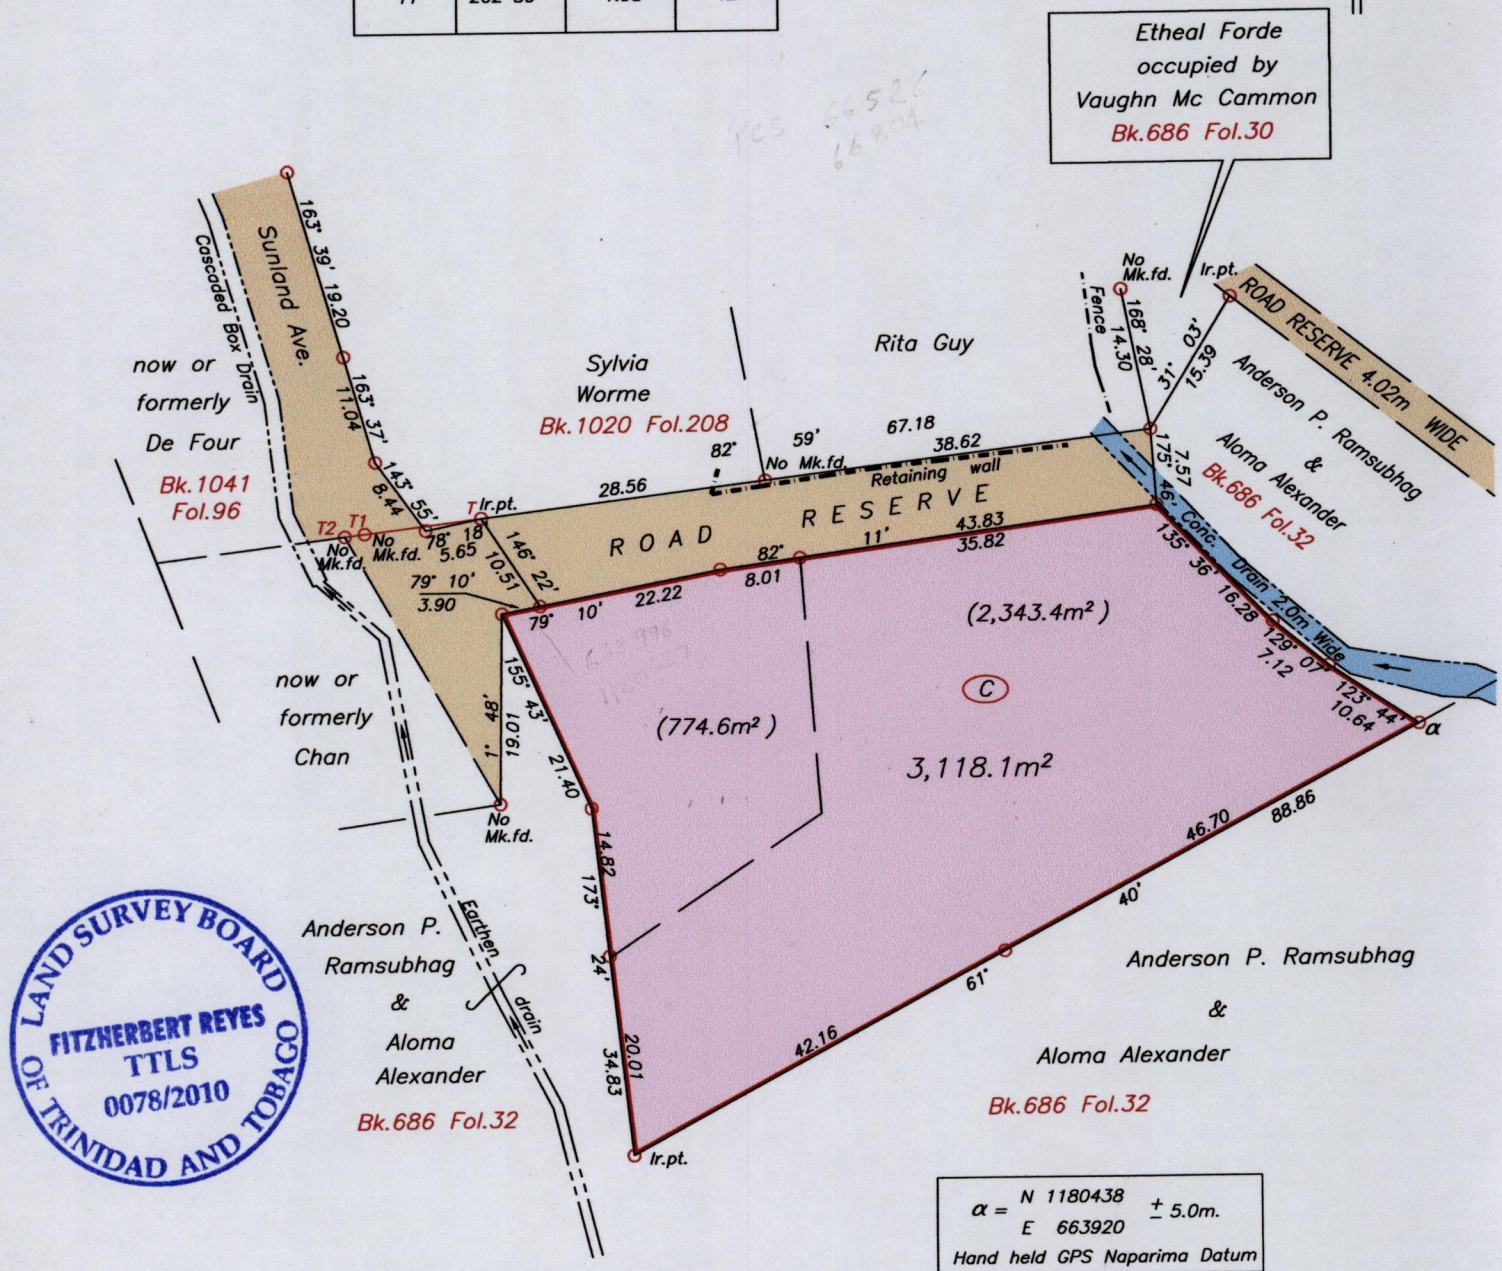 Etheal Forde
occupied by
Vaughn Mc Cammon
Bk.686 Fol.30
163° 39' 19.20
Sunland Ave.
Cascaded Box Drain
163° 37'
11.04
143° 55'
8.44
now or
formerly
De Four
Bk.1041
Fol.96
Sylvia
Worme
Bk.1020 Fol.208
Rita Guy
No
Mk.fd.
Ir.pt.
Fence
168° 28'
14.30
31° 03'
15.39
ROAD RESERVE 4.02m WIDE
Anderson P. Ramsubhag
&
Aloma Alexander
Bk.686 Fol.32
82° 59' 67.18
38.62
No Mk.fd.
Retaining wall
28.56
175° 46'
7.57
T2 T1 T Ir.pt.
No
Mk.fd.
No
Mk.fd.
78° 18'
5.65
146° 22'
10.51
ROAD RESERVE
79° 10'
3.90
79° 10' 22.22
82° 11' 43.83
8.01
35.82
Conc. Drain 2.0m Wide
135° 36' 16.28
129° 07'
7.12
123° 44'
10.64
α
(2,343.4m²)
C
(774.6m²)
3,118.1m²
155° 43' 21.40
1° 48'
19.01
No
Mk.fd.
now or
formerly
Chan
14.82
173° 24' 34.83
20.01
46.70
88.86
61° 40'
42.16
Ir.pt.
Earthen drain
Anderson P.
Ramsubhag
&
Aloma
Alexander
Bk.686 Fol.32
Anderson P. Ramsubhag
&
Aloma Alexander
Bk.686 Fol.32
LAND SURVEY BOARD
FITZHERBERT REYES
TTLS
0078/2010
OF TRINIDAD AND TOBAGO
α = N 1180438 ± 5.0m.
E 663920
Hand held GPS Naparima Datum